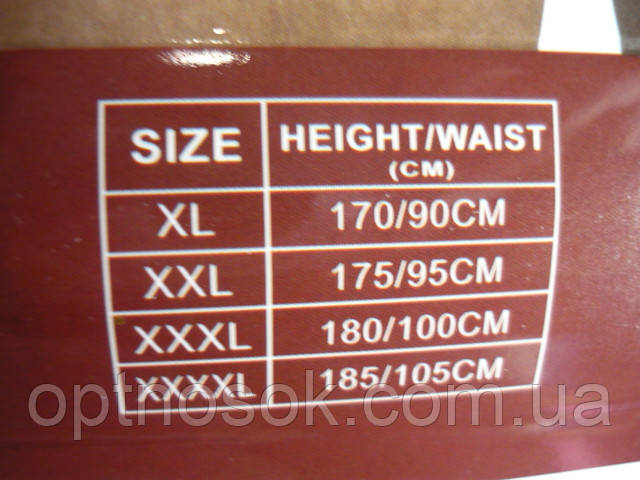 SIZE HEIGHT/WAIST
(CM)
XL 170/90CM
XXL 175/95CM
XXXL 180/100CM
XXXXL 185/105CM
optnosok.com.ua